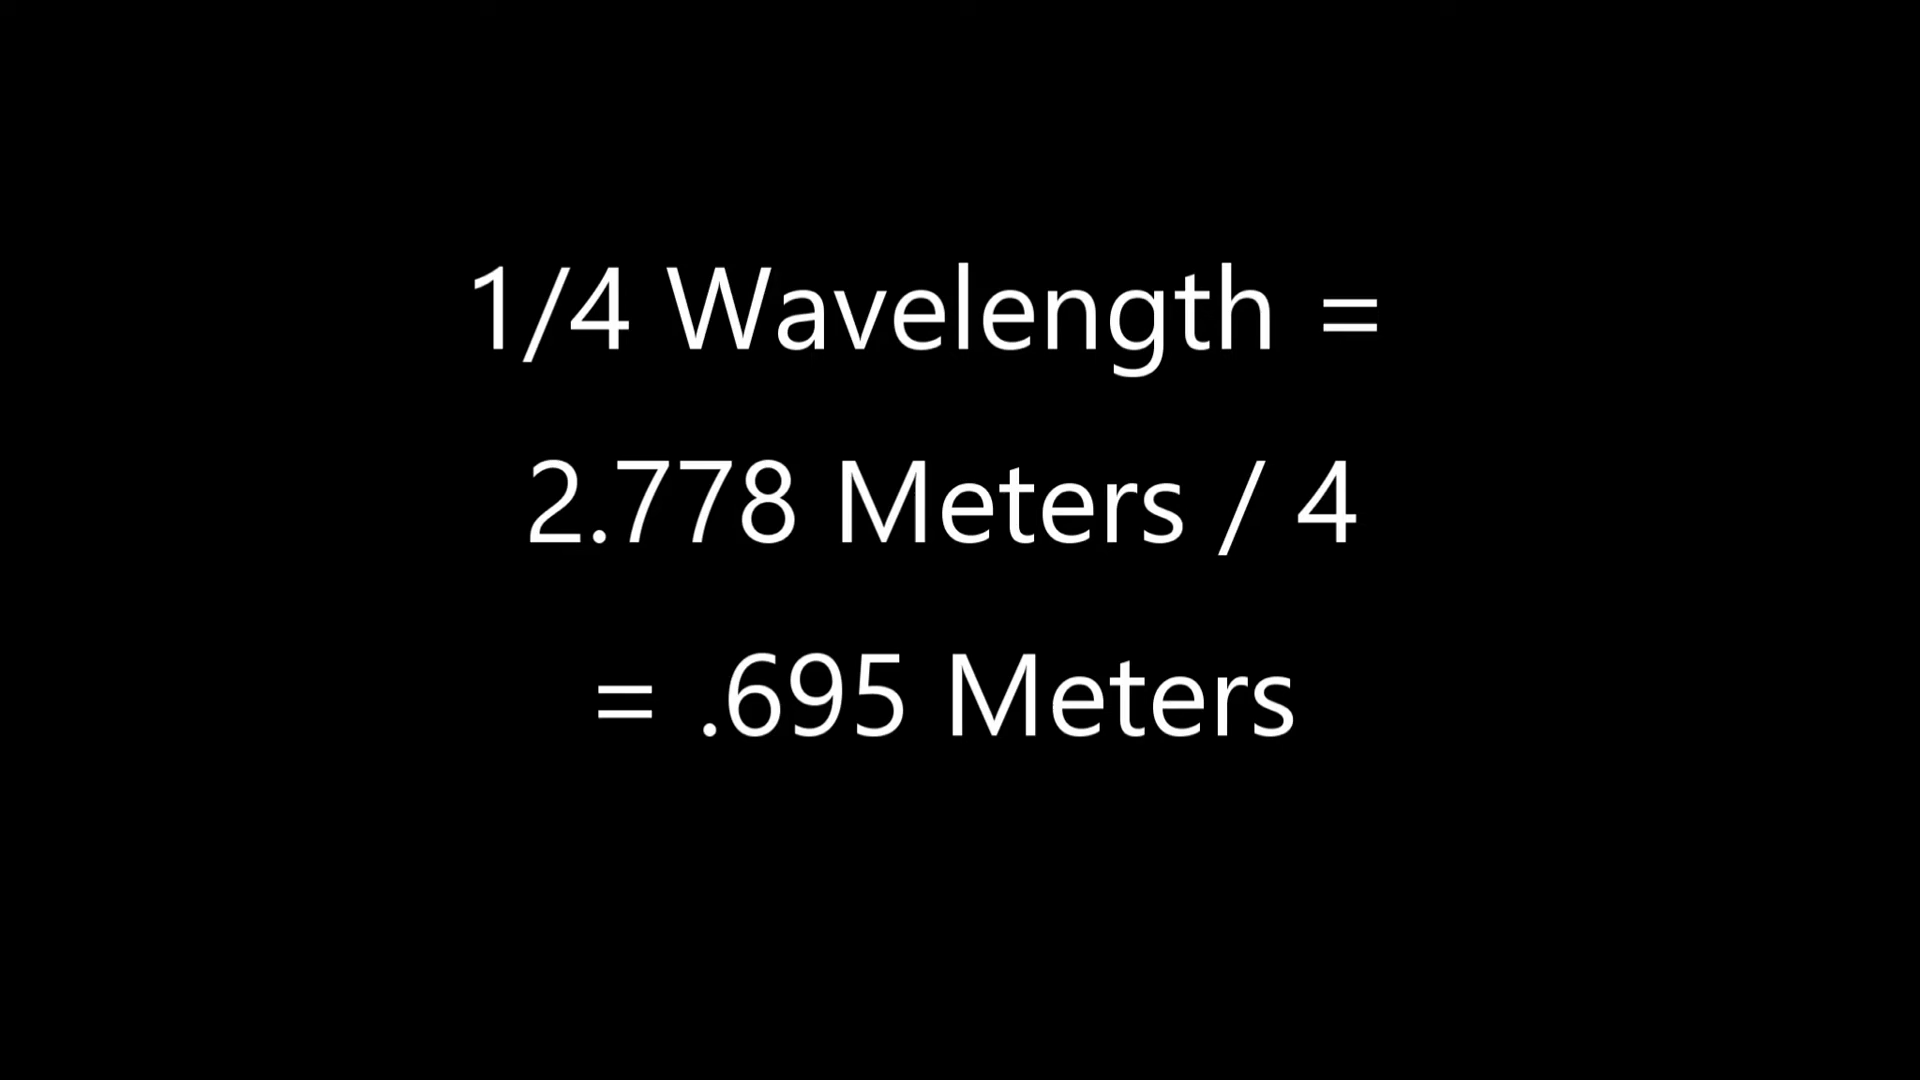 1/4 Wavelength =
2.778 Meters / 4
= .695 Meters